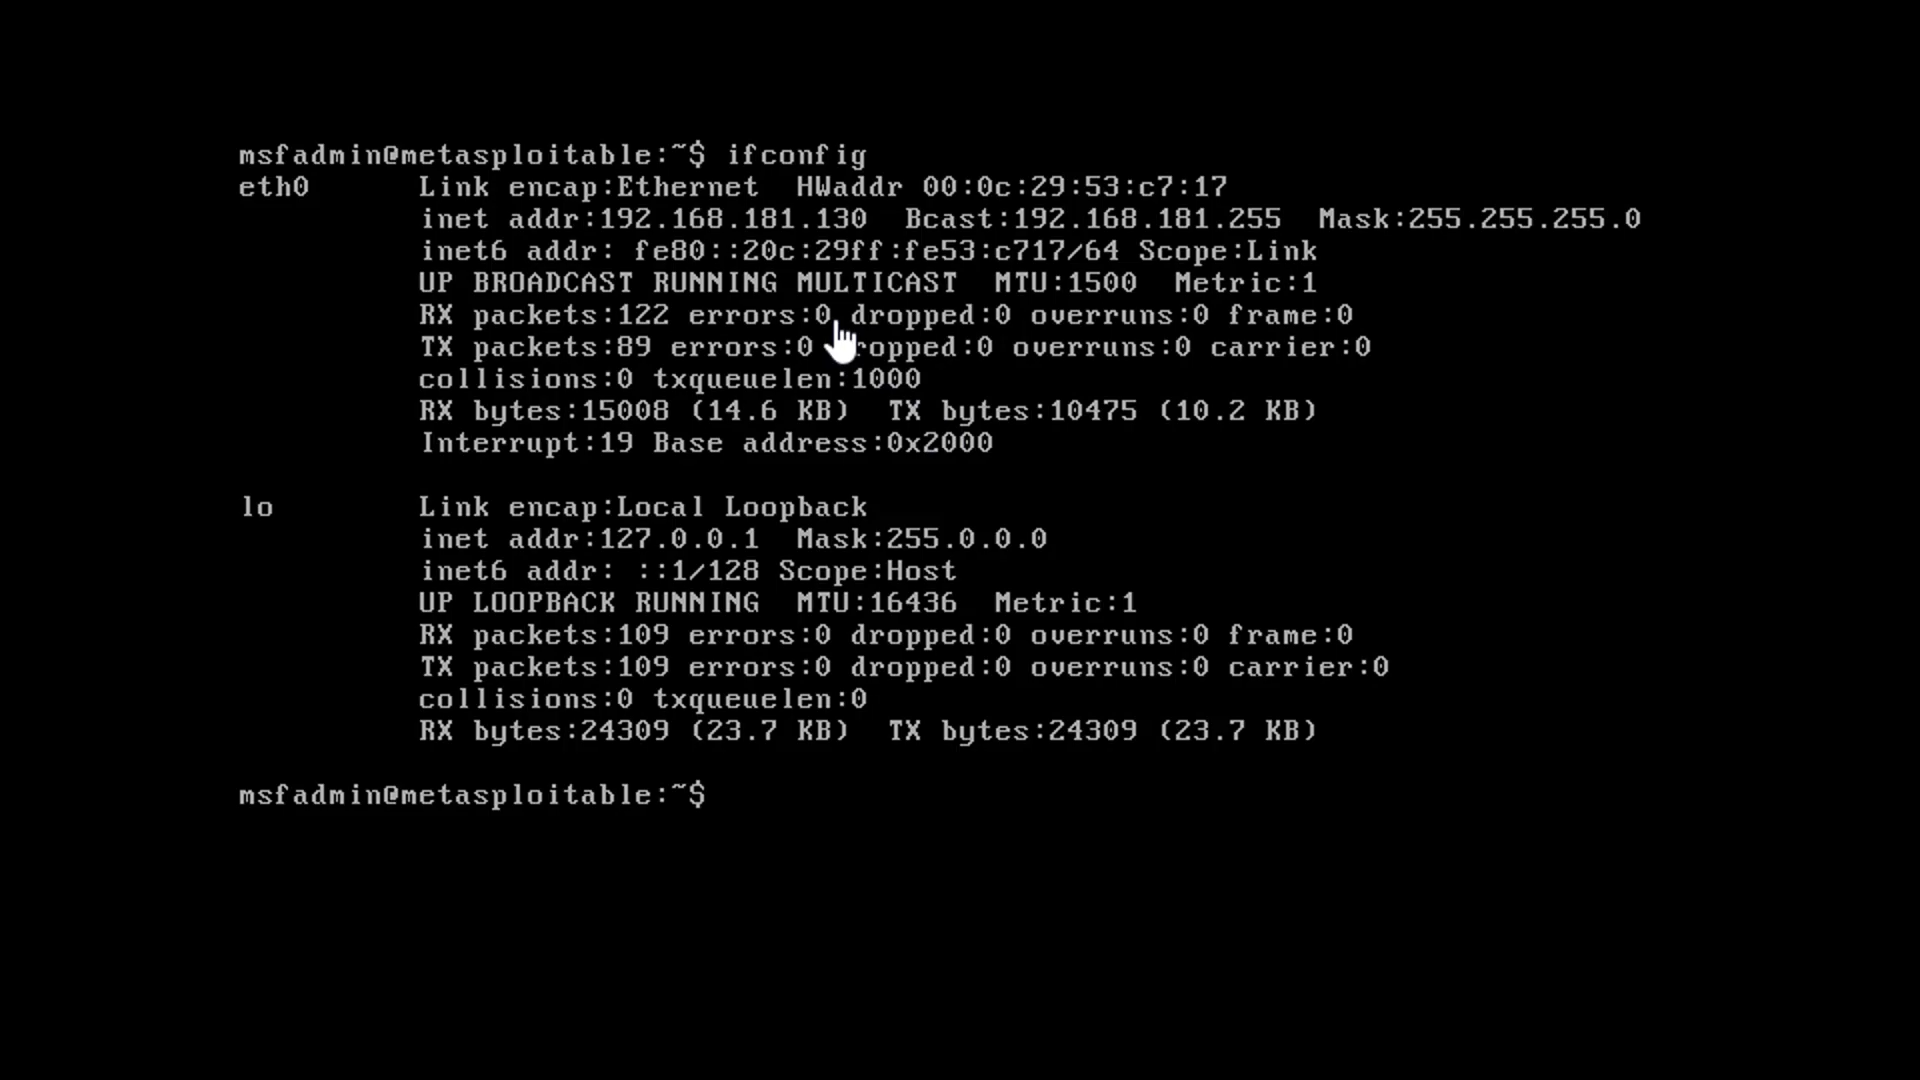 msfadmin@metasploitable:~$ ifconfig
eth0      Link encap:Ethernet  HWaddr 00:0c:29:53:c7:17
          inet addr:192.168.181.130  Bcast:192.168.181.255  Mask:255.255.255.0
          inet6 addr: fe80::20c:29ff:fe53:c717/64 Scope:Link
          UP BROADCAST RUNNING MULTICAST  MTU:1500  Metric:1
          RX packets:122 errors:0 dropped:0 overruns:0 frame:0
          TX packets:89 errors:0 dropped:0 overruns:0 carrier:0
          collisions:0 txqueuelen:1000
          RX bytes:15008 (14.6 KB)  TX bytes:10475 (10.2 KB)
          Interrupt:19 Base address:0x2000

lo        Link encap:Local Loopback
          inet addr:127.0.0.1  Mask:255.0.0.0
          inet6 addr: ::1/128 Scope:Host
          UP LOOPBACK RUNNING  MTU:16436  Metric:1
          RX packets:109 errors:0 dropped:0 overruns:0 frame:0
          TX packets:109 errors:0 dropped:0 overruns:0 carrier:0
          collisions:0 txqueuelen:0
          RX bytes:24309 (23.7 KB)  TX bytes:24309 (23.7 KB)

msfadmin@metasploitable:~$